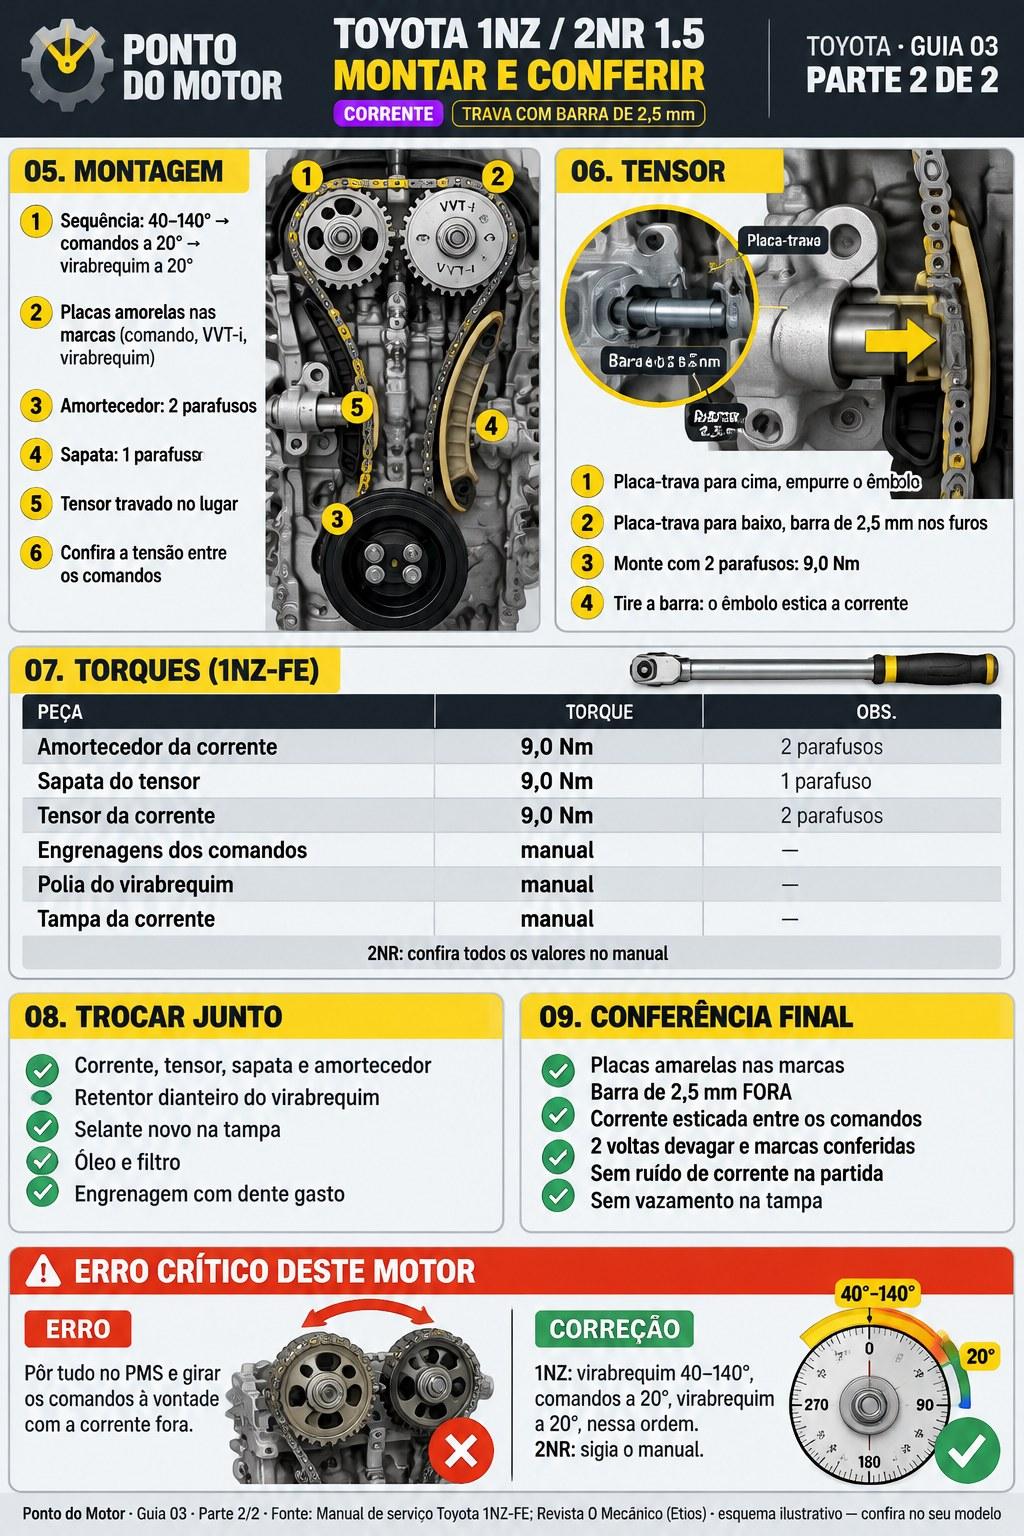 PONTO
DO MOTOR
TOYOTA 1NZ / 2NR 1.5
MONTAR E CONFERIR
CORRENTE
TRAVA COM BARRA DE 2,5 mm
TOYOTA · GUIA 03
PARTE 2 DE 2
05. MONTAGEM
1 Sequência: 40–140° →
comandos a 20° →
virabrequim a 20°
2 Placas amorelas nas
marcas (comando, VVT-i,
virabrequim)
3 Amortecedor: 2 parafusos
4 Sapata: 1
5 Tensor travado no lugar
6 Confira a tensão entre
os comandos
1
2
VVT-i
5
4
3
06. TENSOR
Placa-trava
1 Placa-trava para cima, empurre o êmbolo
2 Placa-trava para baixo, barra de 2,5 mm nos furos
3 Monte com 2 parafusos: 9,0 Nm
4 Tire a barra: o êmbolo estica a corrente
07. TORQUES (1NZ-FE)
PEÇA TORQUE OBS.
Amortecedor da corrente 9,0 Nm 2 parafusos
Sapata do tensor 9,0 Nm 1 parafuso
Tensor da corrente 9,0 Nm 2 parafusos
Engrenagens dos comandos manual —
Polia do virabrequim manual —
Tampa da corrente manual —
2NR: confira todos os valores no manual
08. TROCAR JUNTO
Corrente, tensor, sapata e amortecedor
Retentor dianteiro do virabrequim
Selante novo na tampa
Óleo e filtro
Engrenagem com dente gasto
09. CONFERÊNCIA FINAL
Placas amarelas nas marcas
Barra de 2,5 mm FORA
Corrente esticada entre os comandos
2 voltas devagar e marcas conferidas
Sem ruído de corrente na partida
Sem vazamento na tampa
ERRO CRÍTICO DESTE MOTOR
ERRO
Pôr tudo no PMS e girar
os comandos à vontade
com a corrente fora.
CORREÇÃO
1NZ: virabrequim 40–140°,
comandos a 20°, virabrequim
a 20°, nessa ordem.
2NR: sigia o manual.
40°–140°
20°
0
90
180
270
Ponto do Motor · Guia 03 · Parte 2/2 · Fonte: Manual de serviço Toyota 1NZ-FE; Revista O Mecânico (Etios) · esquema ilustrativo — confira no seu modelo